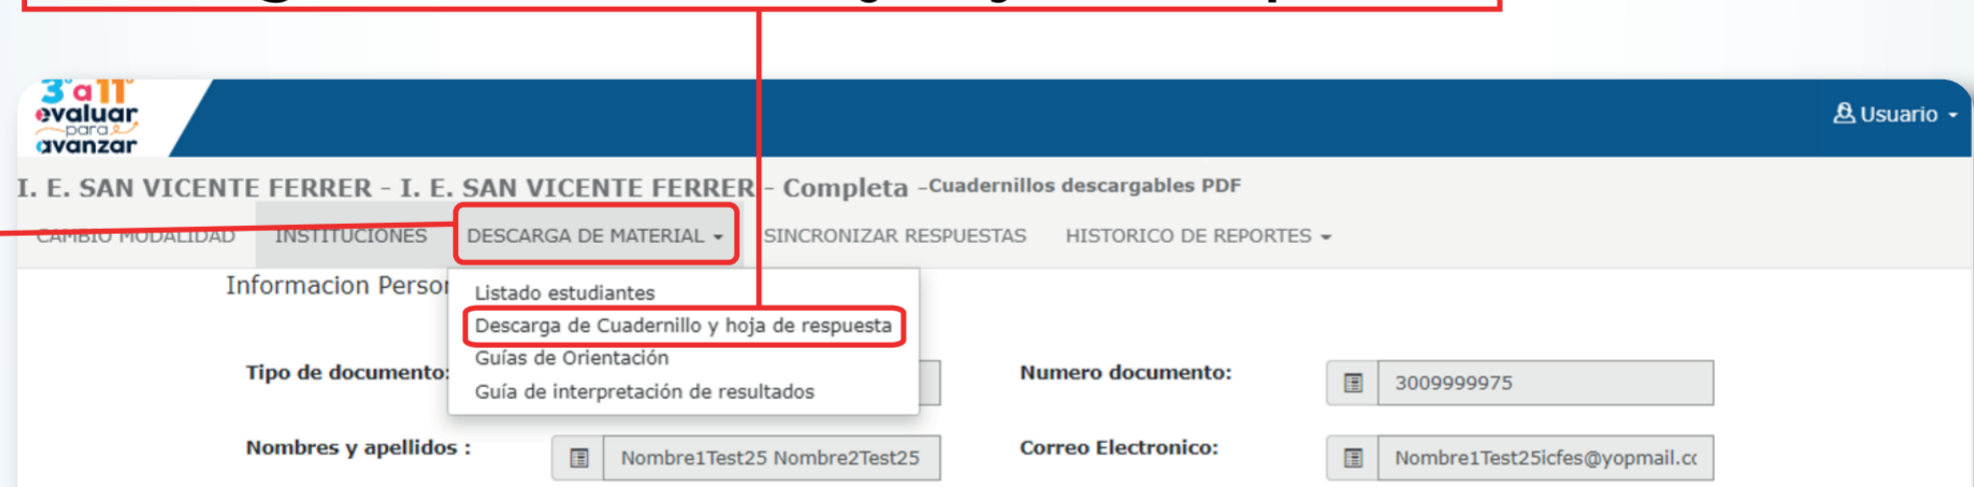 3° a 11°
evaluar
para
avanzar
Usuario
I. E. SAN VICENTE FERRER - I. E. SAN VICENTE FERRER - Completa -Cuadernillos descargables PDF
CAMBIO MODALIDAD INSTITUCIONES DESCARGA DE MATERIAL SINCRONIZAR RESPUESTAS HISTORICO DE REPORTES
Informacion
Listado estudiantes
Descarga de Cuadernillo y hoja de respuesta
Guías de Orientación
Guía de interpretación de resultados
Tipo de documento:
Numero documento: 3009999975
Nombres y apellidos : Nombre1Test25 Nombre2Test25
Correo Electronico: Nombre1Test25icfes@yopmail.cc